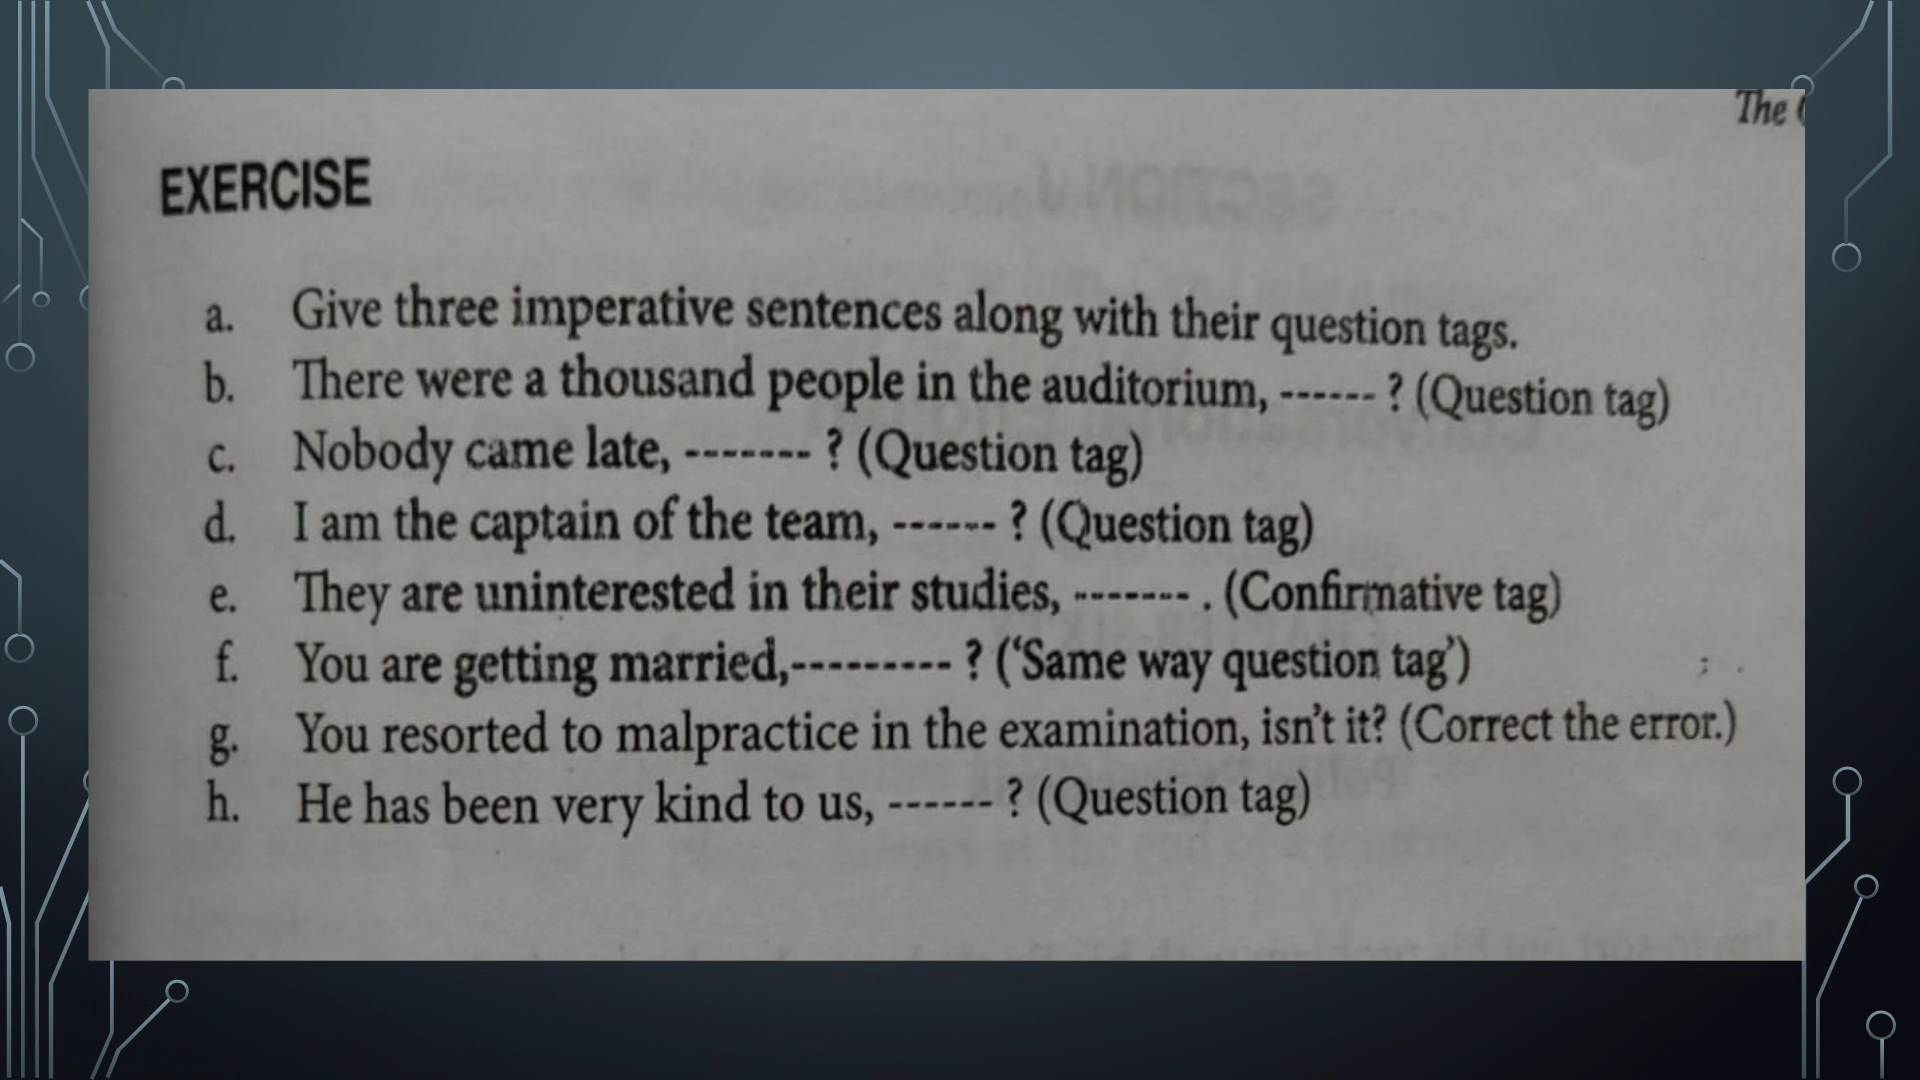 The
EXERCISE
a. Give three imperative sentences along with their question tags.
b. There were a thousand people in the auditorium, ------ ? (Question tag)
c. Nobody came late, ------- ? (Question tag)
d. I am the captain of the team, ------ ? (Question tag)
e. They are uninterested in their studies, ------- . (Confirmative tag)
f. You are getting married,--------- ? (‘Same way question tag’)
g. You resorted to malpractice in the examination, isn’t it? (Correct the error.)
h. He has been very kind to us, ------ ? (Question tag)